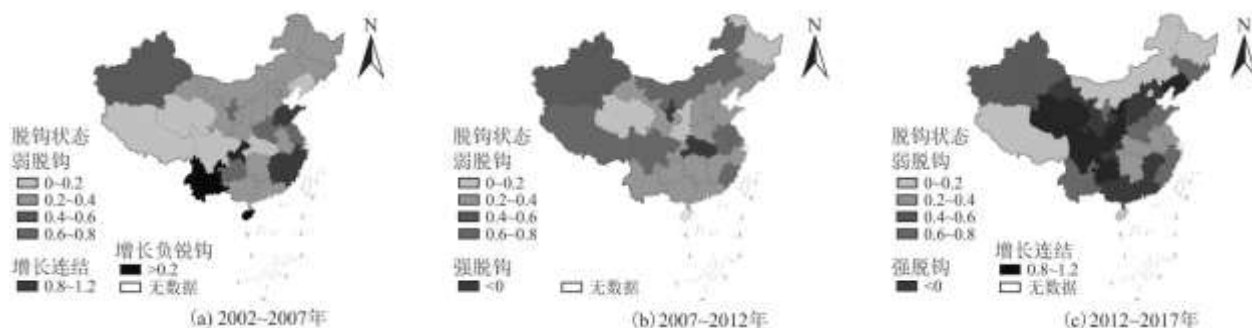 N
脱钩状态
弱脱钩
0~0.2
0.2~0.4
0.4~0.6
0.6~0.8
增长连结
0.8~1.2
增长负锐钩
>0.2
无数据
(a) 2002~2007年
N
脱钩状态
弱脱钩
0~0.2
0.2~0.4
0.4~0.6
0.6~0.8
强脱钩
<0
无数据
(b) 2007~2012年
N
脱钩状态
弱脱钩
0~0.2
0.2~0.4
0.4~0.6
0.6~0.8
强脱钩
<0
增长连结
0.8~1.2
无数据
(c) 2012~2017年